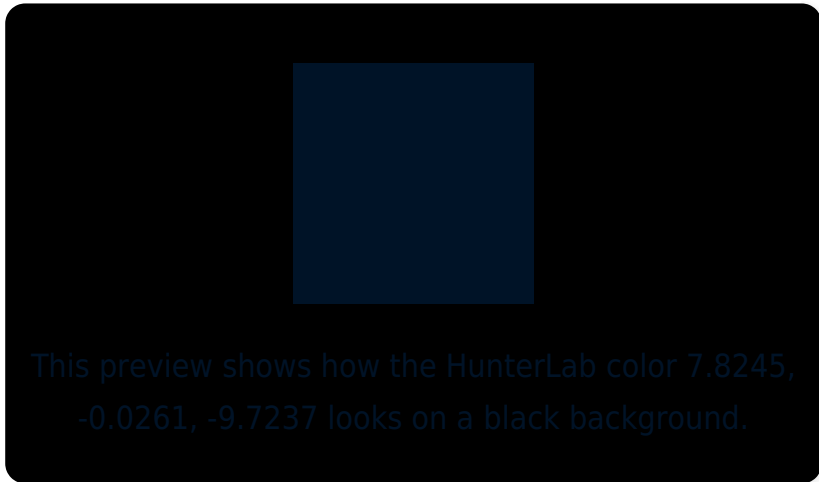 This preview shows how the HunterLab color 7.8245,
-0.0261, -9.7237 looks on a black background.